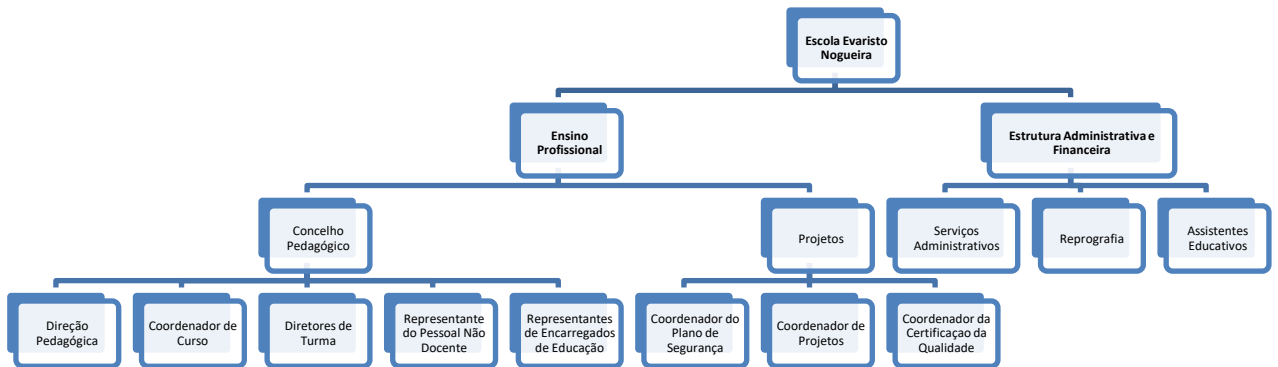 Escola Evaristo
Nogueira
Ensino
Profissional
Estrutura Administrativa e
Financeira
Concelho
Pedagógico
Projetos
Serviços
Administrativos
Reprografia
Assistentes
Educativos
Direção
Pedagógica
Coordenador de
Curso
Diretores de
Turma
Representante
do Pessoal Não
Docente
Representantes
de Encarregados
de Educação
Coordenador do
Plano de
Segurança
Coordenador de
Projetos
Coordenador da
Certificaçao da
Qualidade